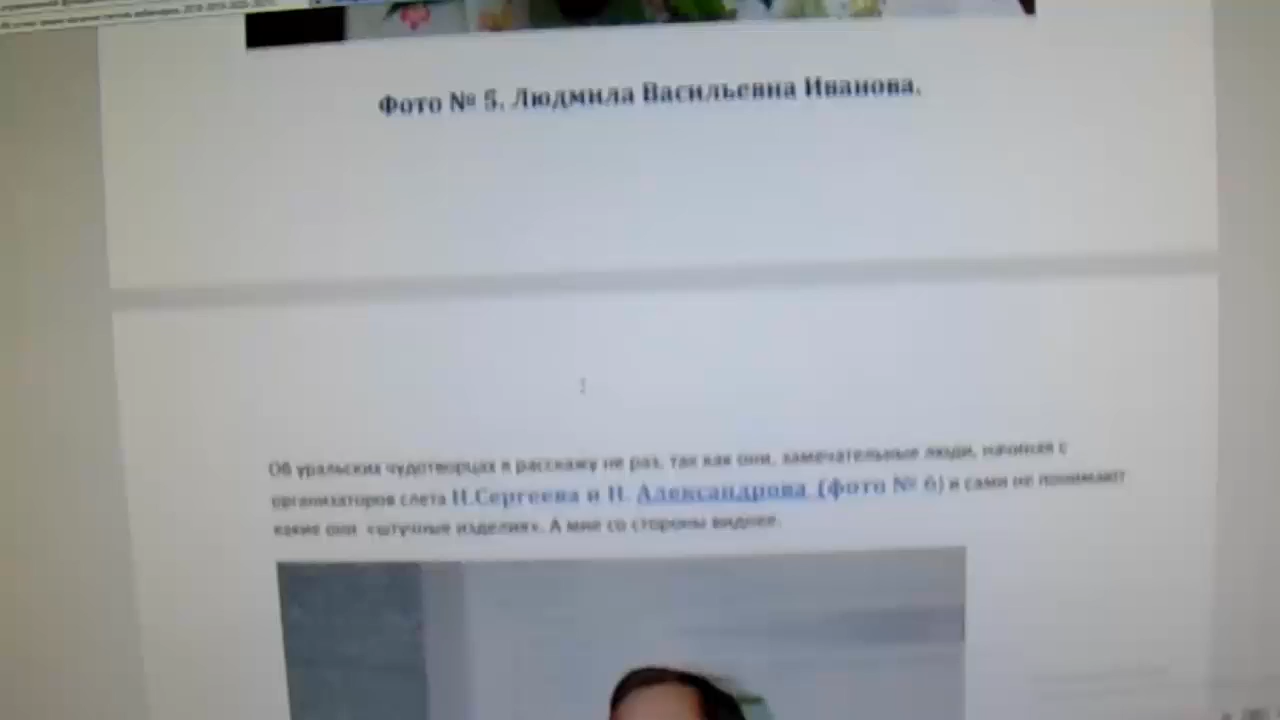 Фото № 5. Людмила Васильевна Иванова.
Об уральских чудотворцах я расскажу не раз, так как они, замечательные люди, начиная с
организаторов слета Н.Сергеева и Н. Александрова (фото № 6) и сами не понимают
какие они «штучные изделия». А мне со стороны виднее.